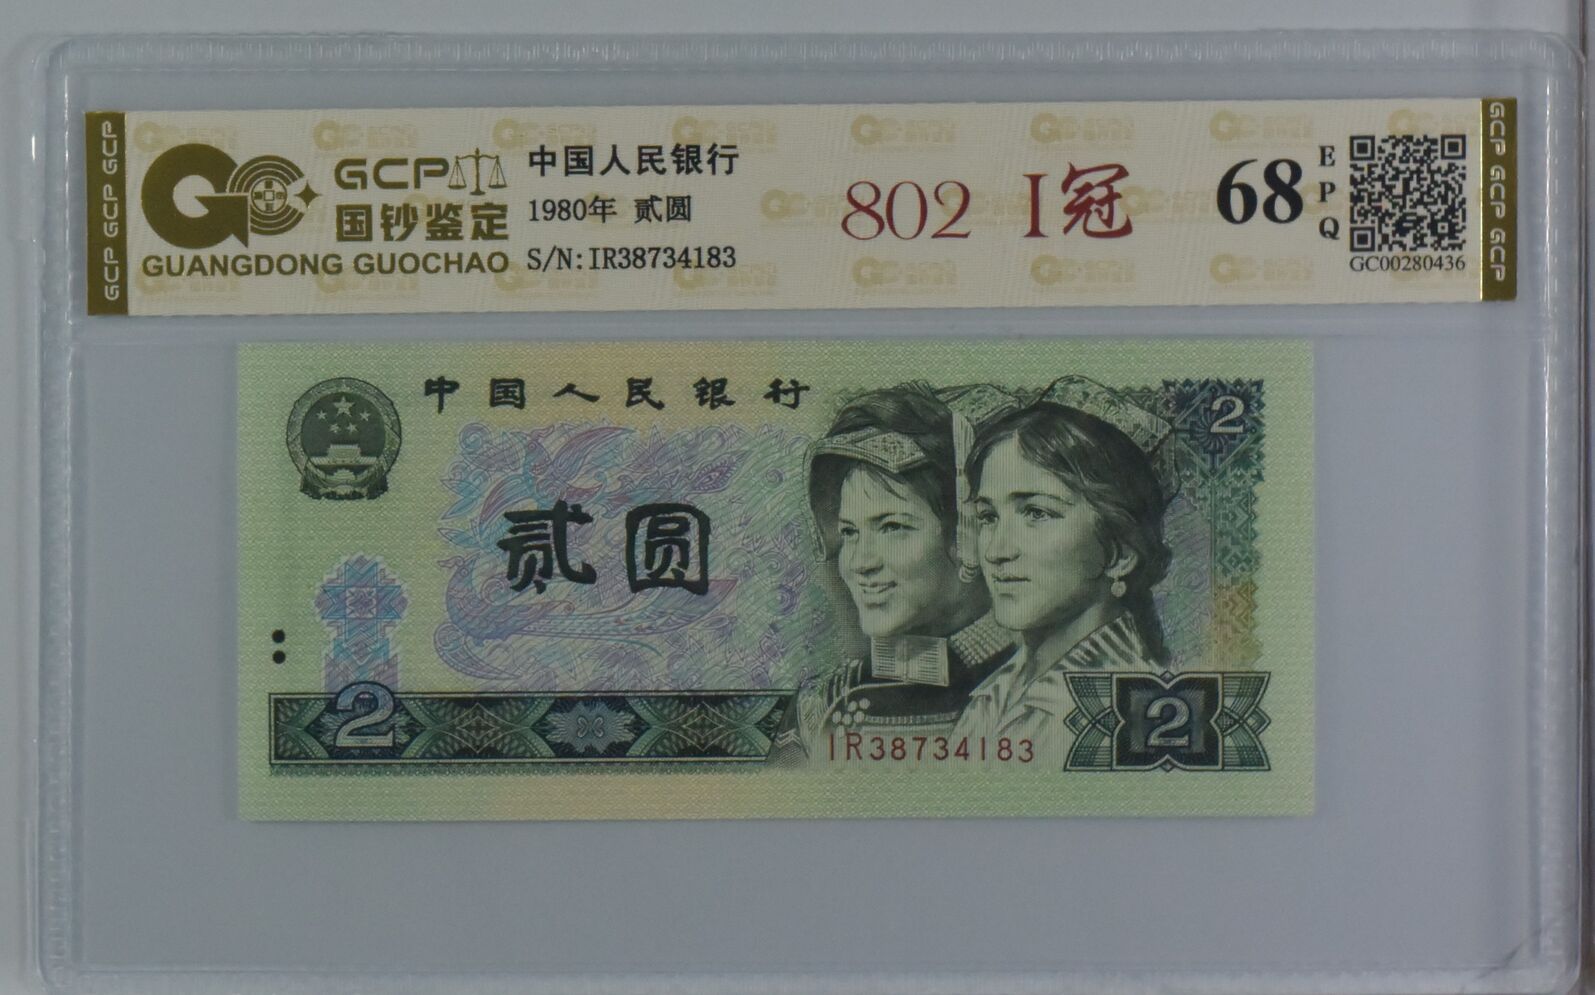 GCP GCP GCP
GCP
国钞鉴定
GUANGDONG GUOCHAO
中国人民银行
1980年 贰圆
S/N:IR38734183
802 I冠
68
EPQ
GC00280436
GCP GCP GCP
中国人民银行
2
贰圆
2
IR38734183
2